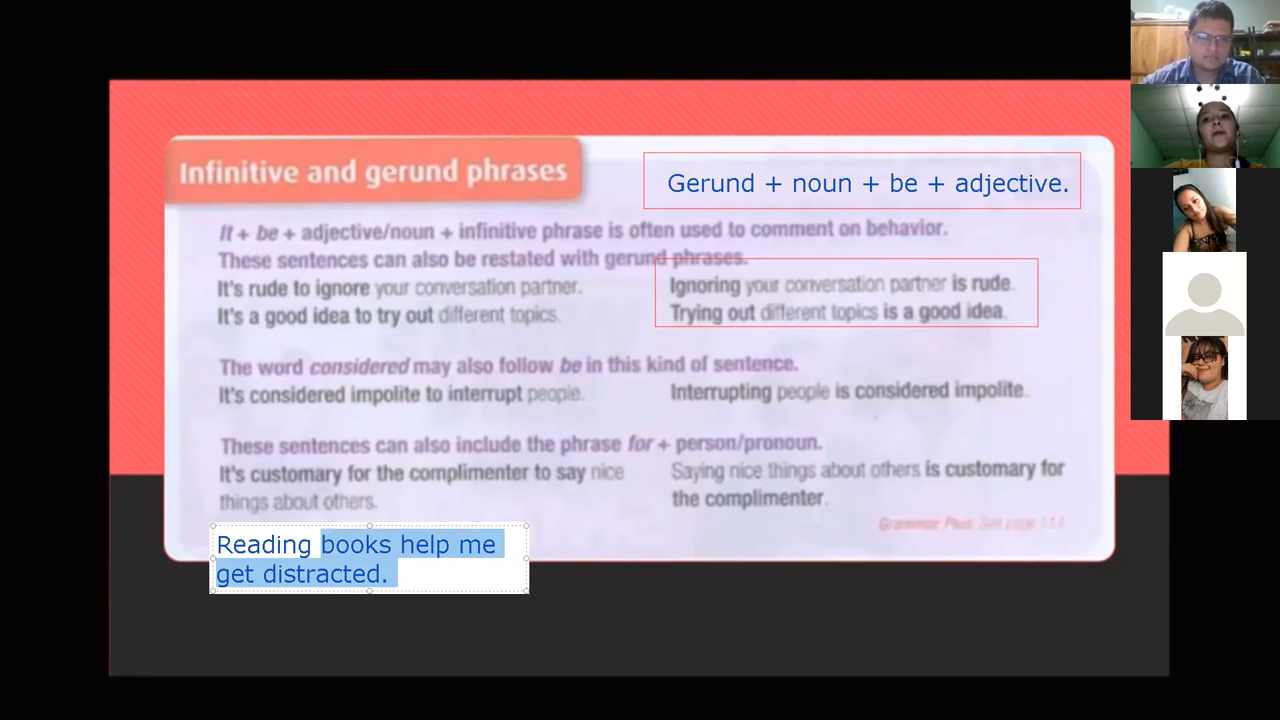 Infinitive and gerund phrases
Gerund + noun + be + adjective.
It + be + adjective/noun + infinitive phrase is often used to comment on behavior.
These sentences can also be restated with gerund phrases.
It's rude to ignore your conversation partner.
Ignoring your conversation partner is rude.
It's a good idea to try out different topics.
Trying out different topics is a good idea.
The word considered may also follow be in this kind of sentence.
It's considered impolite to interrupt people.
Interrupting people is considered impolite.
These sentences can also include the phrase for + person/pronoun.
It's customary for the complimenter to say nice
things about others.
Saying nice things about others is customary for
the complimenter.
Grammar Plus: See page 114
Reading books help me
get distracted.